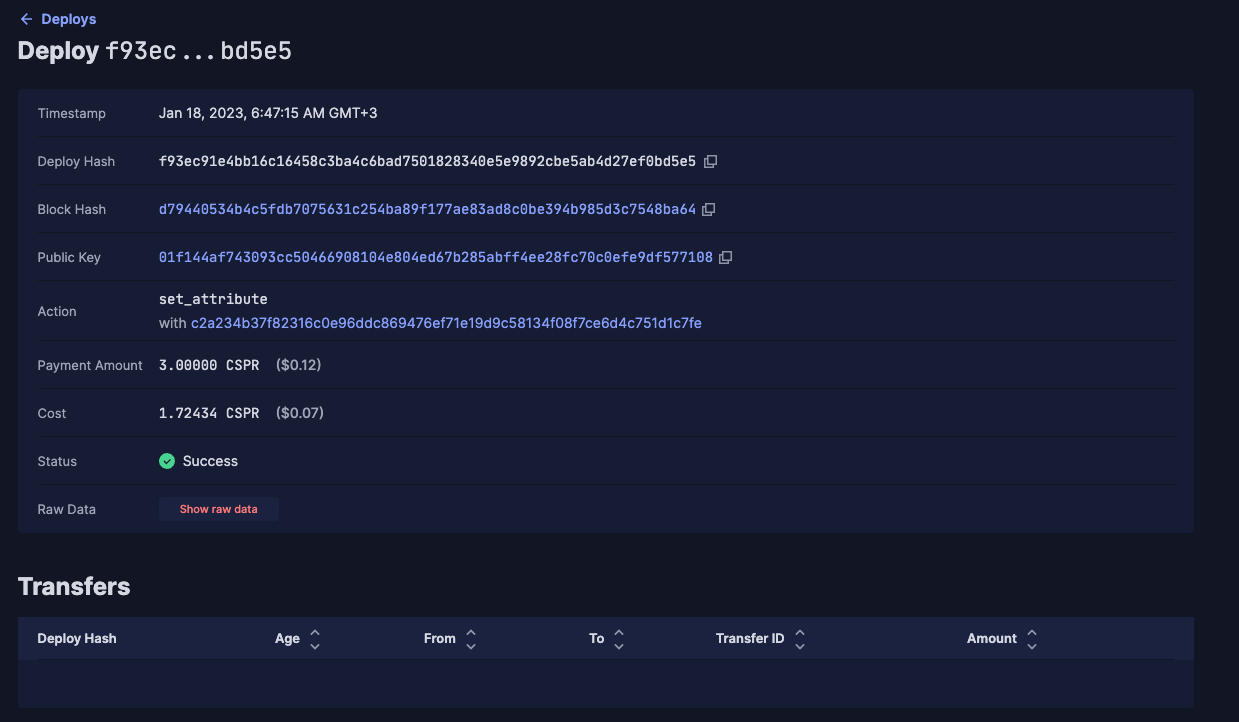 Deploys
Deploy f93ec...bd5e5
Timestamp Jan 18, 2023, 6:47:15 AM GMT+3
Deploy Hash f93ec91e4bb16c16458c3ba4c6bad7501828340e5e9892cbe5ab4d27ef0bd5e5
Block Hash d79440534b4c5fdb7075631c254ba89f177ae83ad8c0be394b985d3c7548ba64
Public Key 01f144af743093cc50466908104e804ed67b285abff4ee28fc70c0efe9df577108
Action set_attribute
with c2a234b37f82316c0e96ddc869476ef71e19d9c58134f08f7ce6d4c751d1c7fe
Payment Amount 3.00000 CSPR ($0.12)
Cost 1.72434 CSPR ($0.07)
Status Success
Raw Data Show raw data
Transfers
Deploy Hash Age From To Transfer ID Amount